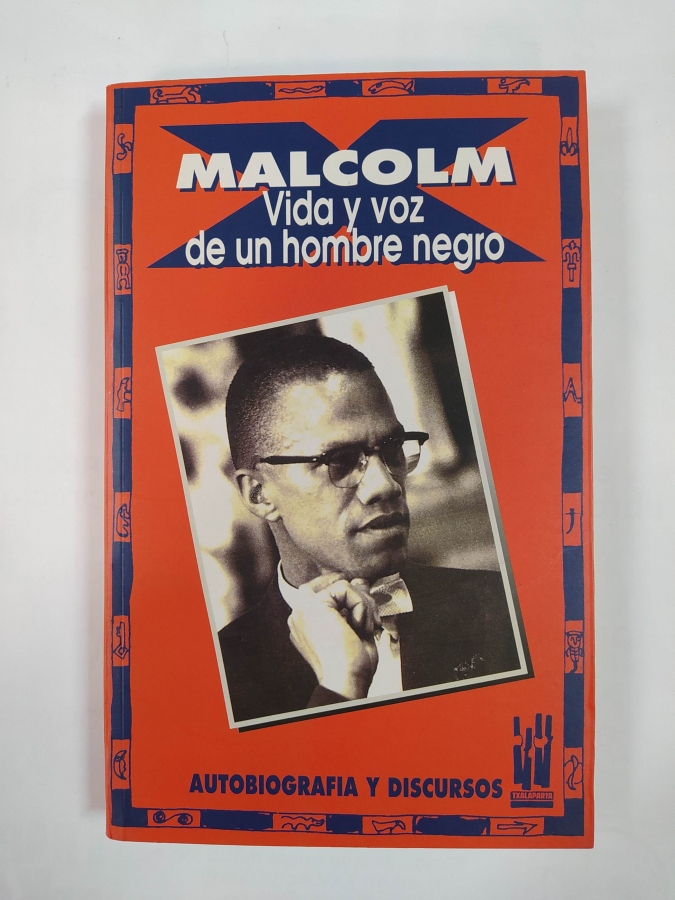 MALCOLM X
Vida y voz
de un hombre negro
AUTOBIOGRAFIA Y DISCURSOS
TXALAPARTA